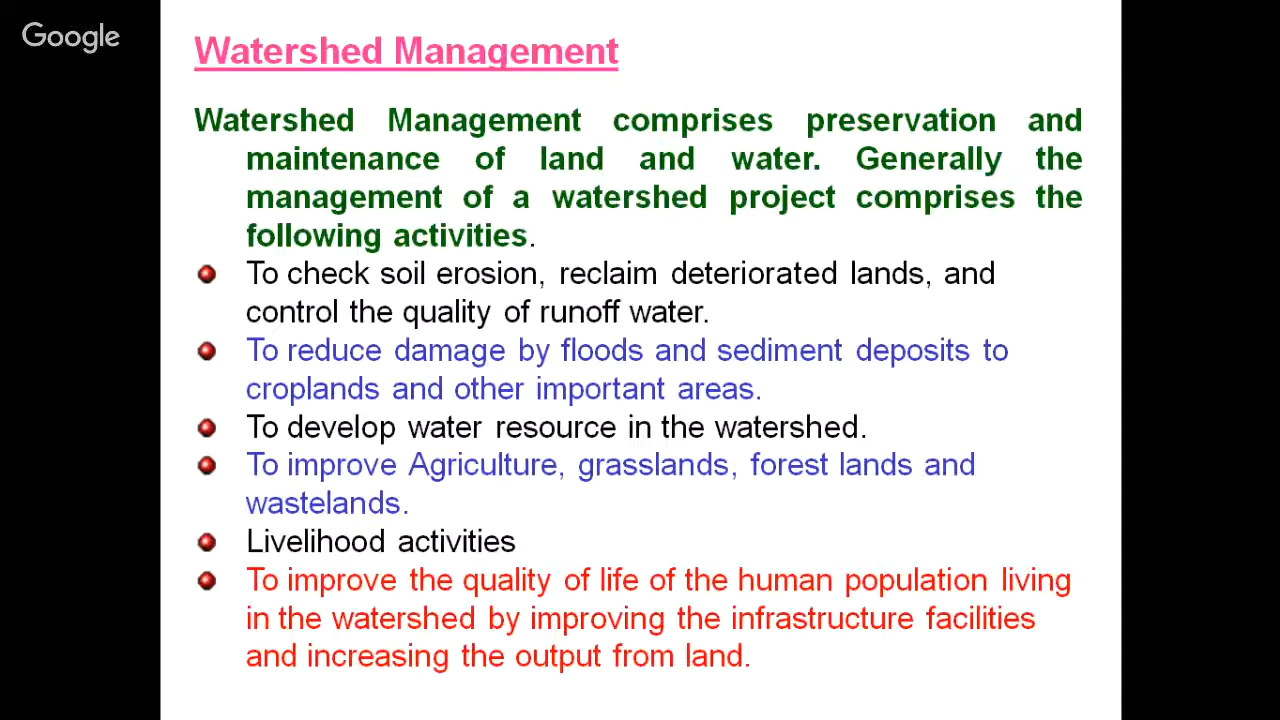 Google
Watershed Management
Watershed Management comprises preservation and
maintenance of land and water. Generally the
management of a watershed project comprises the
following activities.
To check soil erosion, reclaim deteriorated lands, and
control the quality of runoff water.
To reduce damage by floods and sediment deposits to
croplands and other important areas.
To develop water resource in the watershed.
To improve Agriculture, grasslands, forest lands and
wastelands.
Livelihood activities
To improve the quality of life of the human population living
in the watershed by improving the infrastructure facilities
and increasing the output from land.